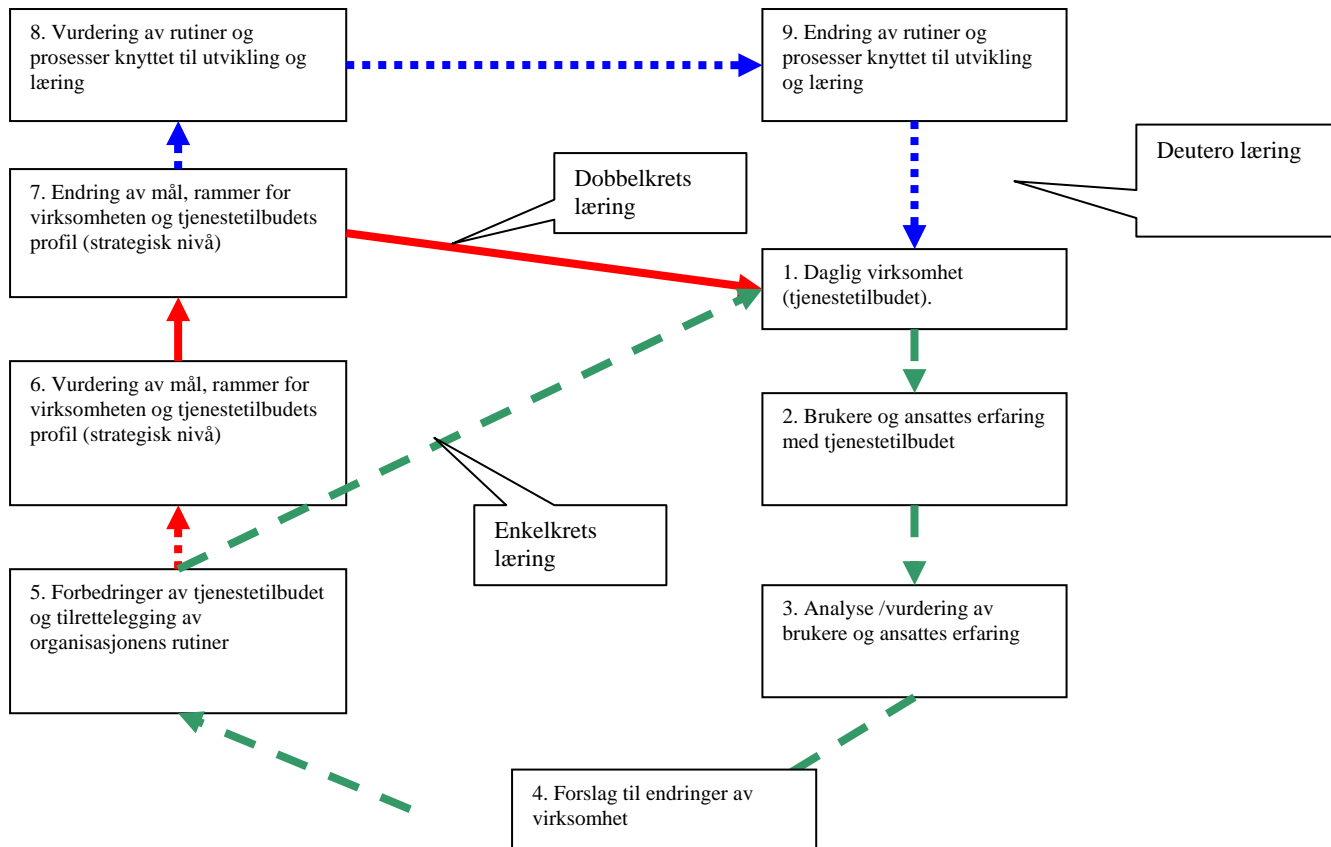 8. Vurdering av rutiner og
prosesser knyttet til utvikling og
læring
9. Endring av rutiner og
prosesser knyttet til utvikling
og læring
Deutero læring
Dobbelkrets
læring
7. Endring av mål, rammer for
virksomheten og tjenestetilbudets
profil (strategisk nivå)
1. Daglig virksomhet
(tjenestetilbudet).
6. Vurdering av mål, rammer for
virksomheten og tjenestetilbudets
profil (strategisk nivå)
2. Brukere og ansattes erfaring
med tjenestetilbudet
Enkelkrets
læring
5. Forbedringer av tjenestetilbudet
og tilrettelegging av
organisasjonens rutiner
3. Analyse /vurdering av
brukere og ansattes erfaring
4. Forslag til endringer av
virksomhet